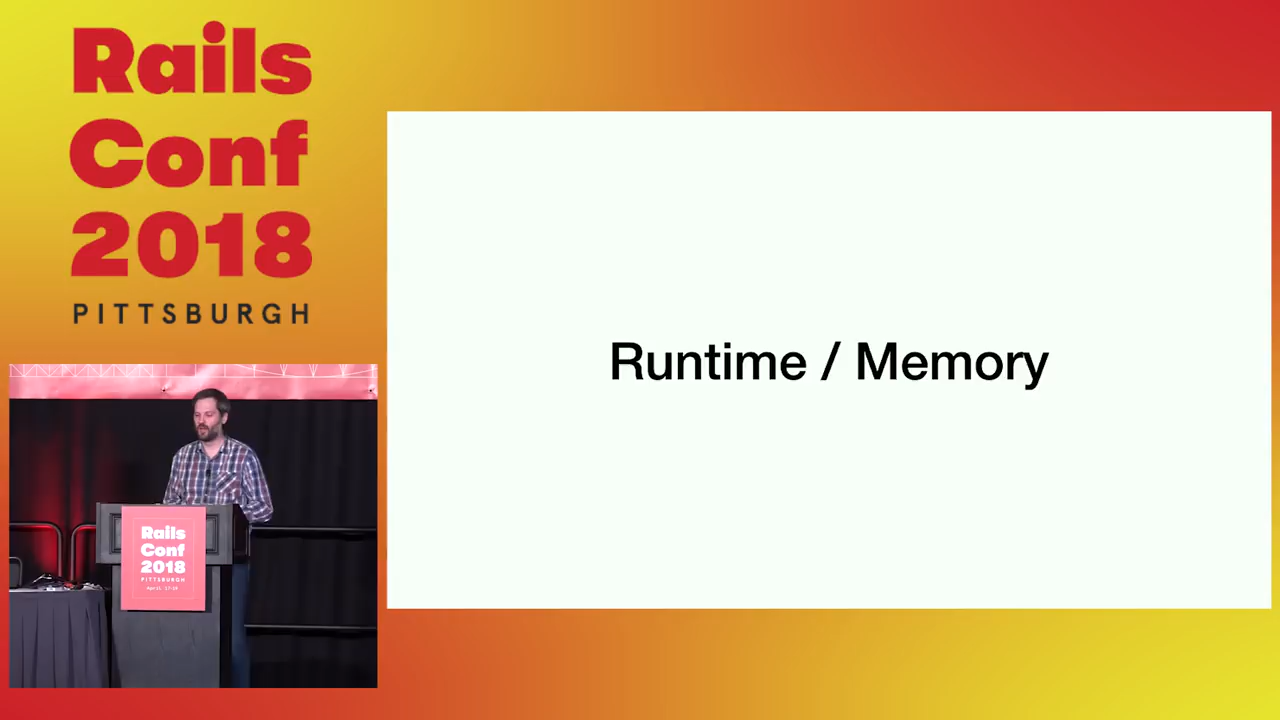 Rails
Conf
2018
PITTSBURGH
Runtime / Memory
Rails
Conf
2018
PITTSBURGH